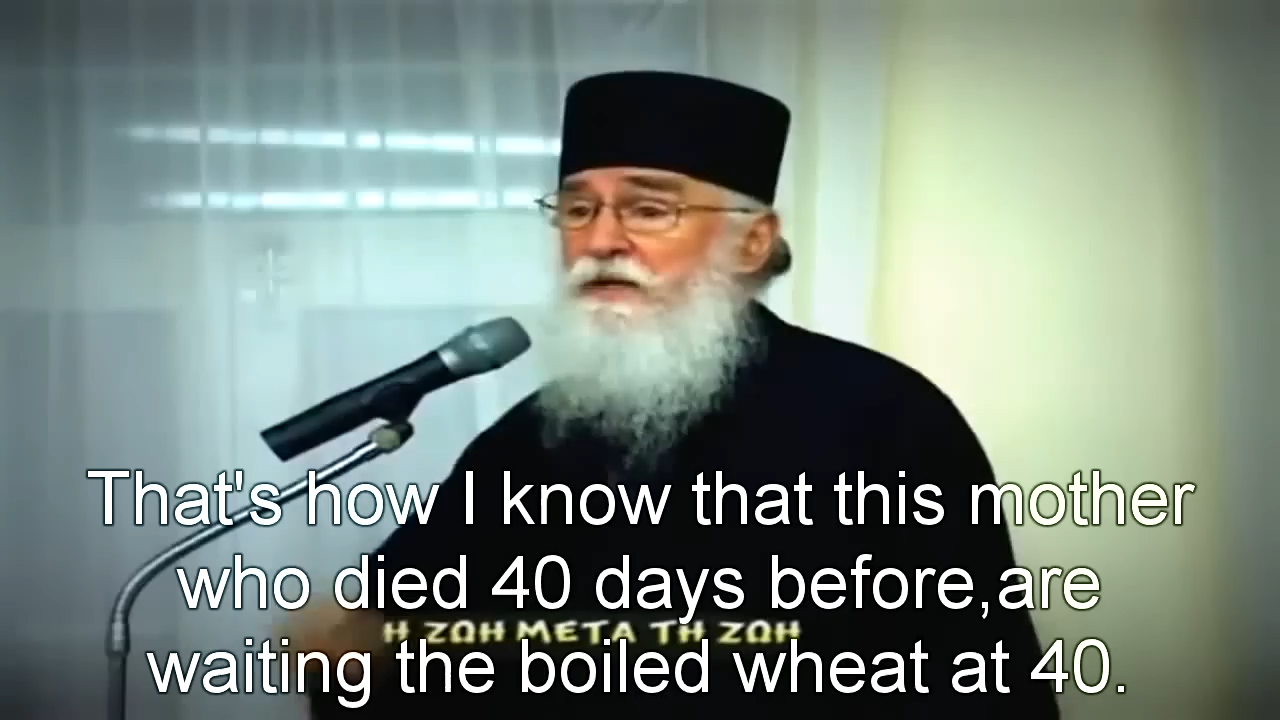 That's how I know that this mother
who died 40 days before,are
Η ΖΩΗ ΜΕΤΑ ΤΗ ΖΩΗ
waiting the boiled wheat at 40.